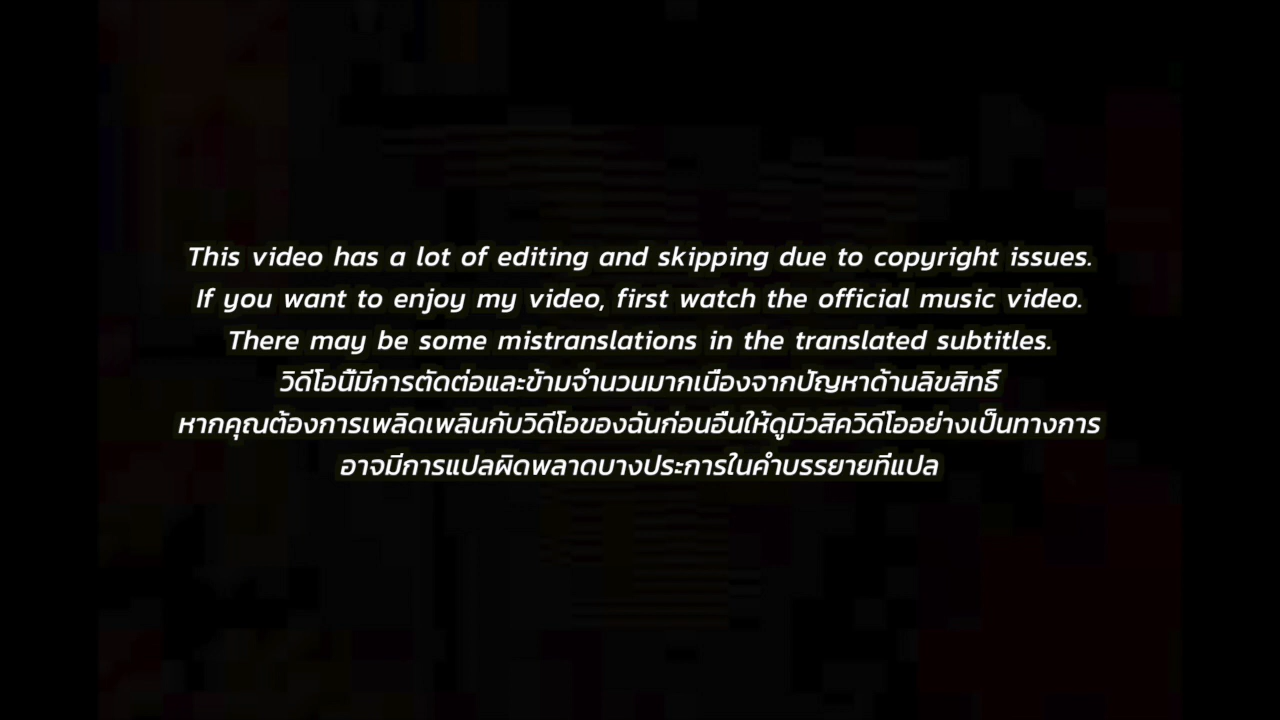 This video has a lot of editing and skipping due to copyright issues.
If you want to enjoy my video, first watch the official music video.
There may be some mistranslations in the translated subtitles.
วิดีโอนี้มีการตัดต่อและข้ามจำนวนมากเนื่องจากปัญหาด้านลิขสิทธิ์
หากคุณต้องการเพลิดเพลินกับวิดีโอของฉันก่อนอื่นให้ดูมิวสิควิดีโออย่างเป็นทางการ
อาจมีการแปลผิดพลาดบางประการในคำบรรยายที่แปล